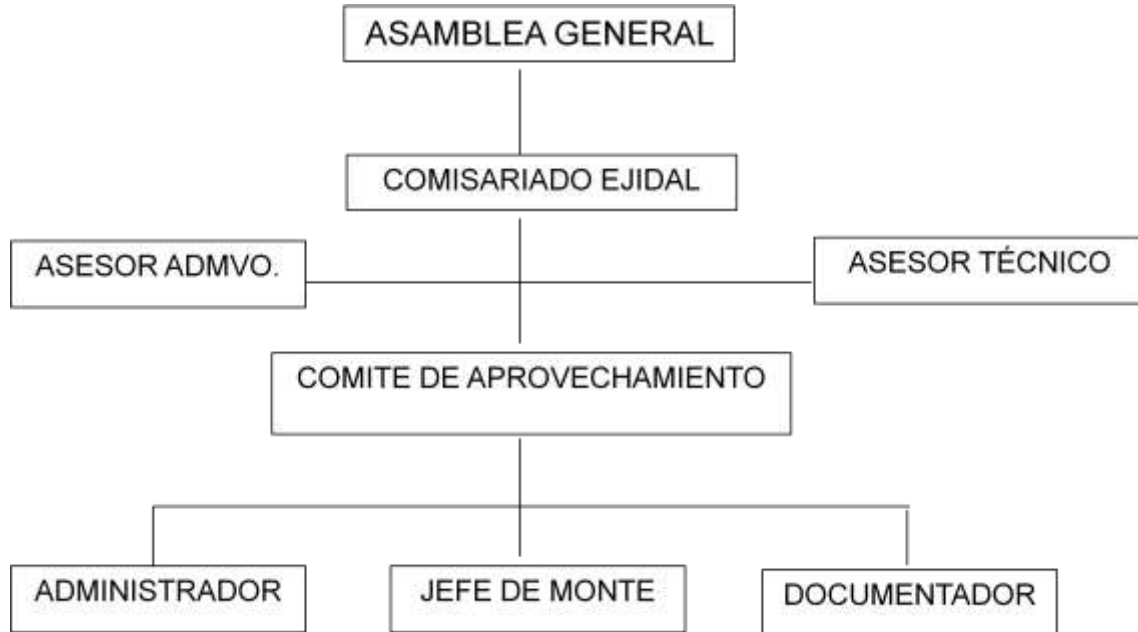 ASAMBLEA GENERAL
COMISARIADO EJIDAL
ASESOR ADMVO.
ASESOR TÉCNICO
COMITE DE APROVECHAMIENTO
ADMINISTRADOR
JEFE DE MONTE
DOCUMENTADOR